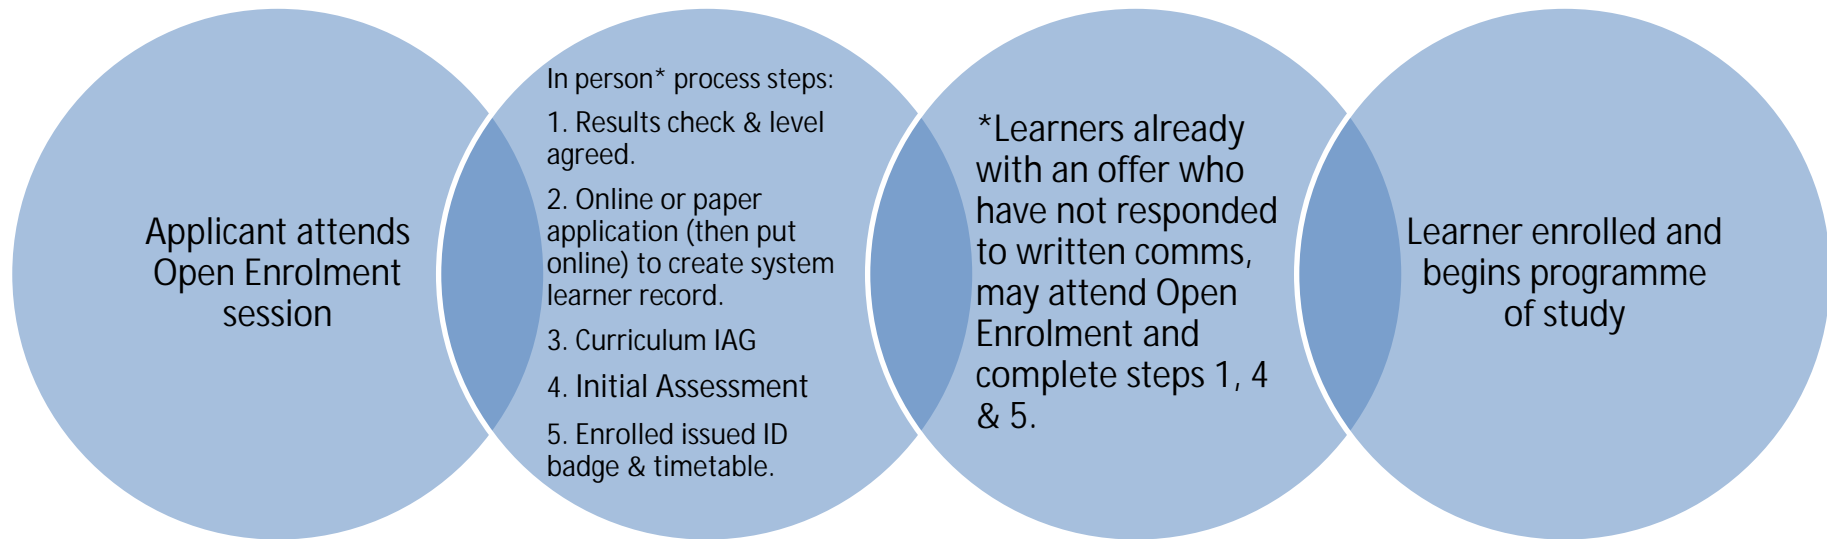 Applicant attends
Open Enrolment
session
In person* process steps:
1. Results check & level
agreed.
2. Online or paper
application (then put
online) to create system
learner record.
3. Curriculum IAG
4. Initial Assessment
5. Enrolled issued ID
badge & timetable.
*Learners already
with an offer who
have not responded
to written comms,
may attend Open
Enrolment and
complete steps 1, 4
& 5.
Learner enrolled and
begins programme
of study